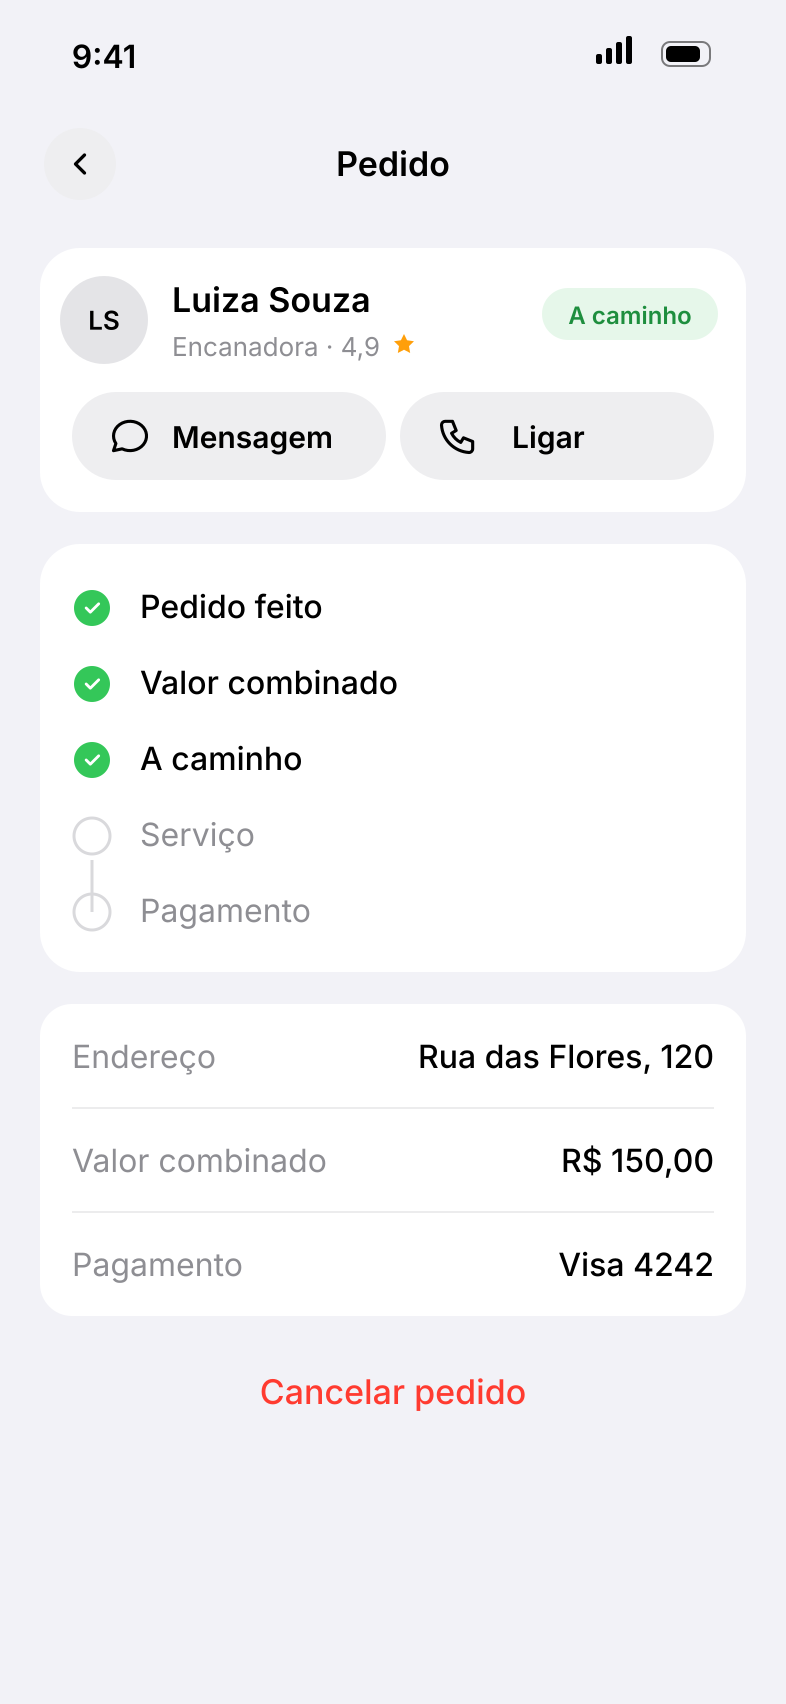 9:41
Pedido
LS
Luiza Souza
Encanadora · 4,9
A caminho
Mensagem
Ligar
Pedido feito
Valor combinado
A caminho
Serviço
Pagamento
Endereço
Rua das Flores, 120
Valor combinado
R$ 150,00
Pagamento
Visa 4242
Cancelar pedido